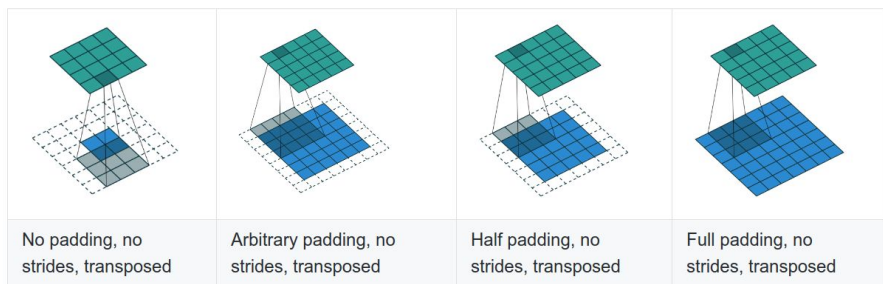 No padding, no
strides, transposed
Arbitrary padding, no
strides, transposed
Half padding, no
strides, transposed
Full padding, no
strides, transposed